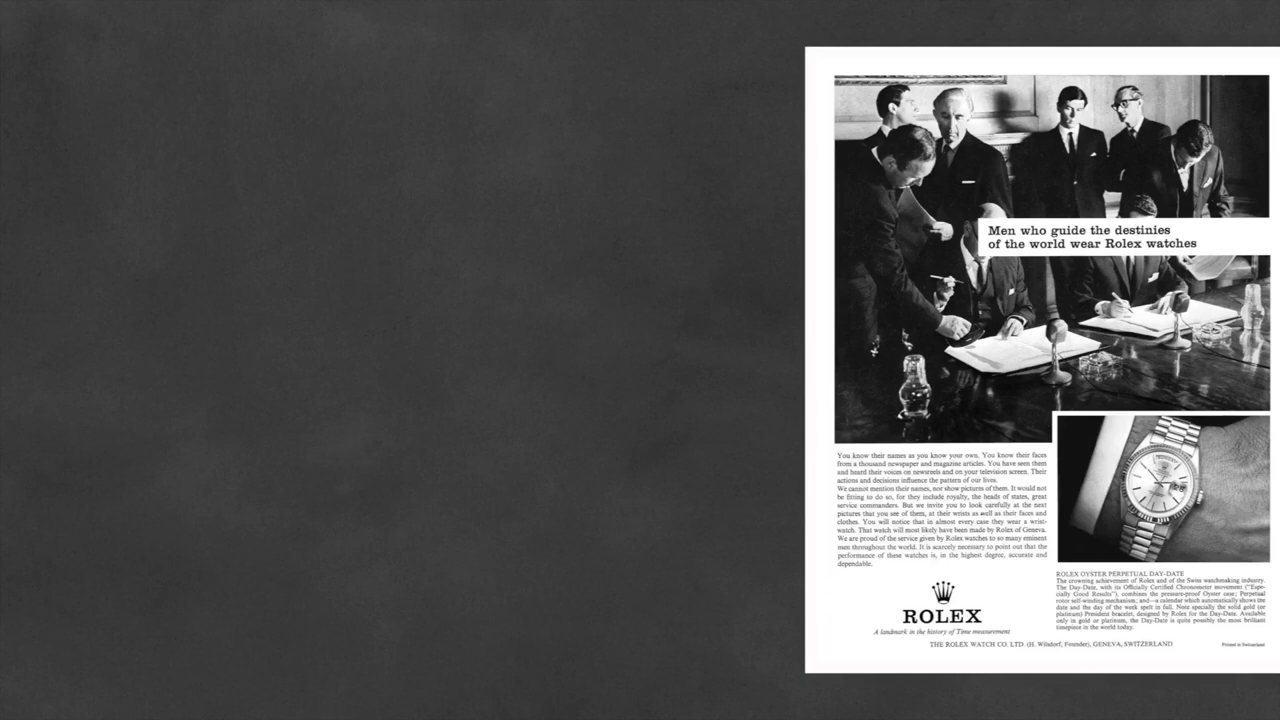 Men who guide the destinies
of the world wear Rolex watches
You know their names as you know your own. You know their faces
from a thousand newspaper and magazine articles. You have seen them
and heard their voices on newsreels and on your television screen. Their
actions and decisions influence the pattern of our lives.
We cannot mention their names, nor show pictures of them. It would not
be fitting to do so, for they include royalty, the heads of states, great
service commanders. But we invite you to look carefully at the next
pictures that you see of them, at their wrists as well as their faces and
clothes. You will notice that in almost every case they wear a wrist-
watch. That watch will most likely have been made by Rolex of Geneva.
We are proud of the service given by Rolex watches to so many eminent
men throughout the world. It is scarcely necessary to point out that the
performance of these watches is, in the highest degree, accurate and
dependable.
ROLEX
A landmark in the history of Time measurement
ROLEX OYSTER PERPETUAL DAY-DATE
The crowning achievement of Rolex and of the Swiss watchmaking industry.
The Day-Date, with its Officially Certified Chronometer movement ("Espe-
cially Good Results"), combines the pressure-proof Oyster case; Perpetual
rotor self-winding mechanism; and—a calendar which automatically shows the
date and the day of the week spelt in full. Note specially the solid gold (or
platinum) President bracelet, designed by Rolex for the Day-Date. Available
only in gold or platinum, the Day-Date is quite possibly the most brilliant
timepiece in the world today.
THE ROLEX WATCH CO. LTD. (H. Wilsdorf, Founder), GENEVA, SWITZERLAND
Printed in Switzerland